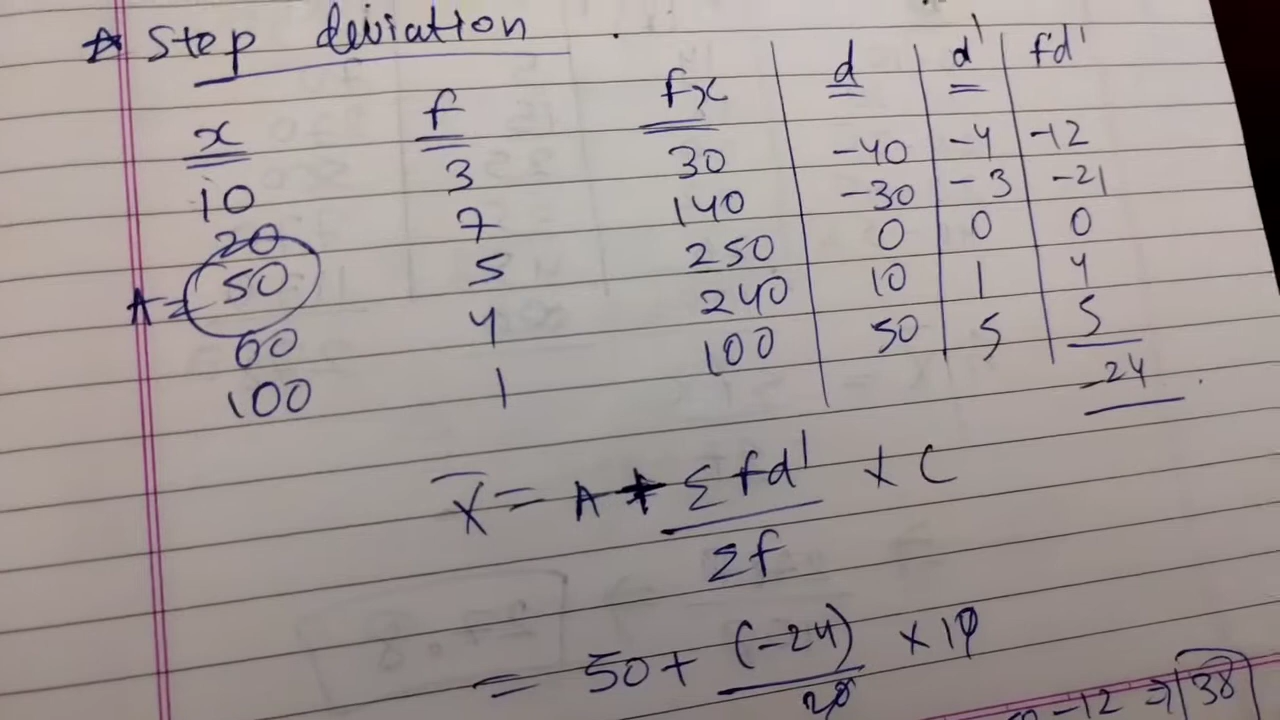 Step deviation
x f fx d d' fd'
10 3 30 -40 -4 -12
20 7 140 -30 -3 -21
A = 50 5 250 0 0 0
60 4 240 10 1 4
100 1 100 50 5 5
-24
X̄ = A + Σfd' × C
Σf
= 50 + (-24) × 10
20
-12 ⇒ 38